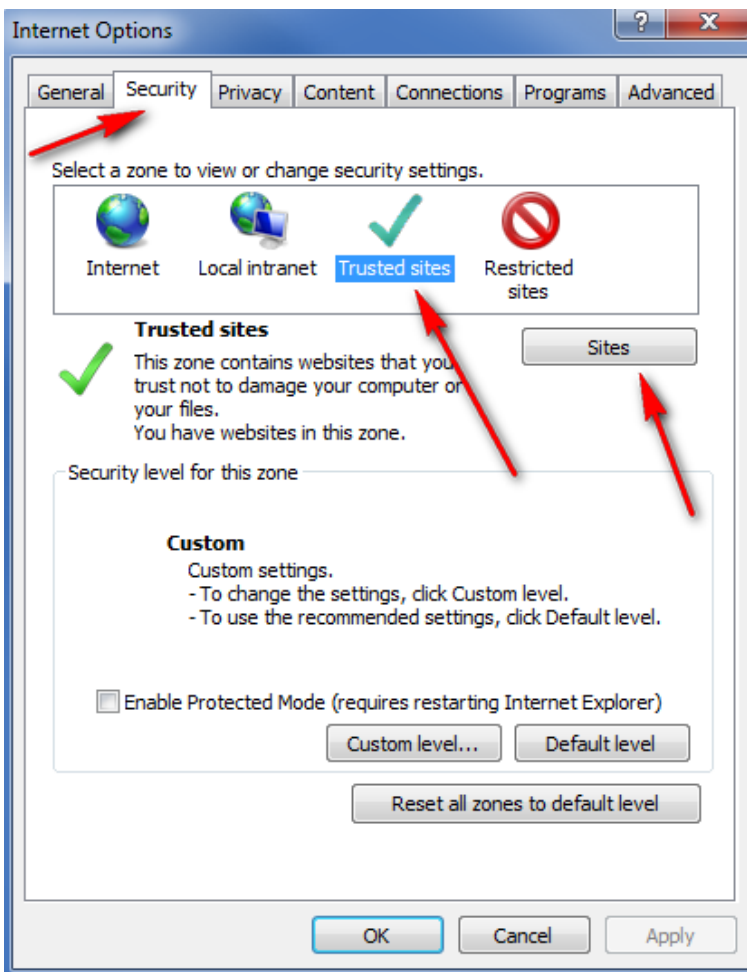 Internet Options
General Security Privacy Content Connections Programs Advanced
Select a zone to view or change security settings.
Internet Local intranet Trusted sites Restricted
sites
Trusted sites
Sites
This zone contains websites that you
trust not to damage your computer or
your files.
You have websites in this zone.
Security level for this zone
Custom
Custom settings.
- To change the settings, click Custom level.
- To use the recommended settings, click Default level.
Enable Protected Mode (requires restarting Internet Explorer)
Custom level... Default level
Reset all zones to default level
OK Cancel Apply